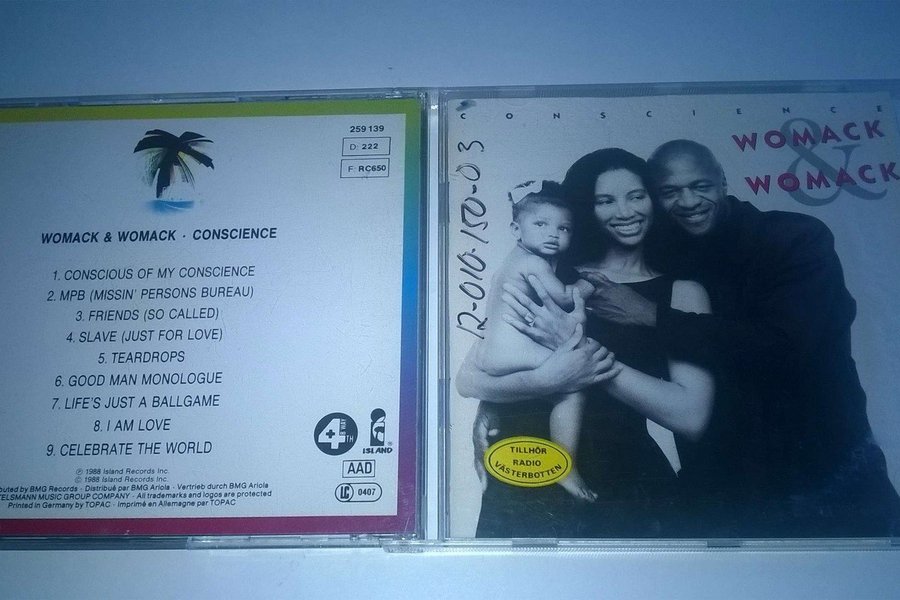 259 139
D: 222
F: RC650
WOMACK & WOMACK · CONSCIENCE
1. CONSCIOUS OF MY CONSCIENCE
2. MPB (MISSIN' PERSONS BUREAU)
3. FRIENDS (SO CALLED)
4. SLAVE (JUST FOR LOVE)
5. TEARDROPS
6. GOOD MAN MONOLOGUE
7. LIFE'S JUST A BALLGAME
8. I AM LOVE
9. CELEBRATE THE WORLD
4TH
B'WAY
ISLAND®
AAD
LC 0407
℗ 1988 Island Records Inc.
© 1988 Island Records Inc.
buted by BMG Records · Distribué par BMG Ariola · Vertrieb durch BMG Ariola
TELSMANN MUSIC GROUP COMPANY · All trademarks and logos are protected
Printed in Germany by TOPAC · Imprimé en Allemagne par TOPAC
CONSCIENCE
WOMACK
&
WOMACK
12-010-150-03
TILLHÖR
RADIO
VÄSTERBOTTEN